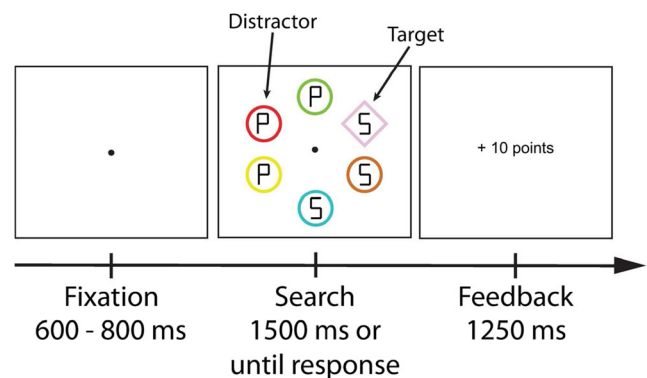 Distractor
Target
P
P
S
P
S
S
+ 10 points
Fixation
600 - 800 ms
Search
1500 ms or
until response
Feedback
1250 ms